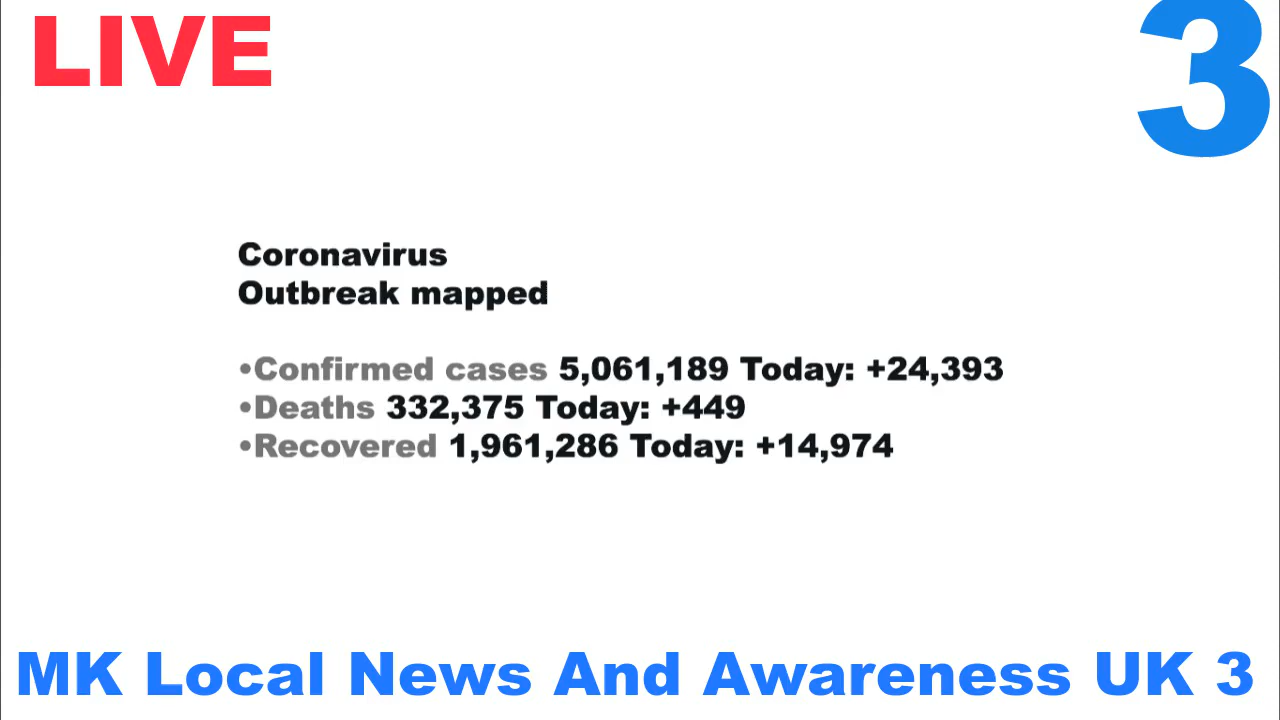 LIVE
3
Coronavirus
Outbreak mapped
•Confirmed cases 5,061,189 Today: +24,393
•Deaths 332,375 Today: +449
•Recovered 1,961,286 Today: +14,974
MK Local News And Awareness UK 3